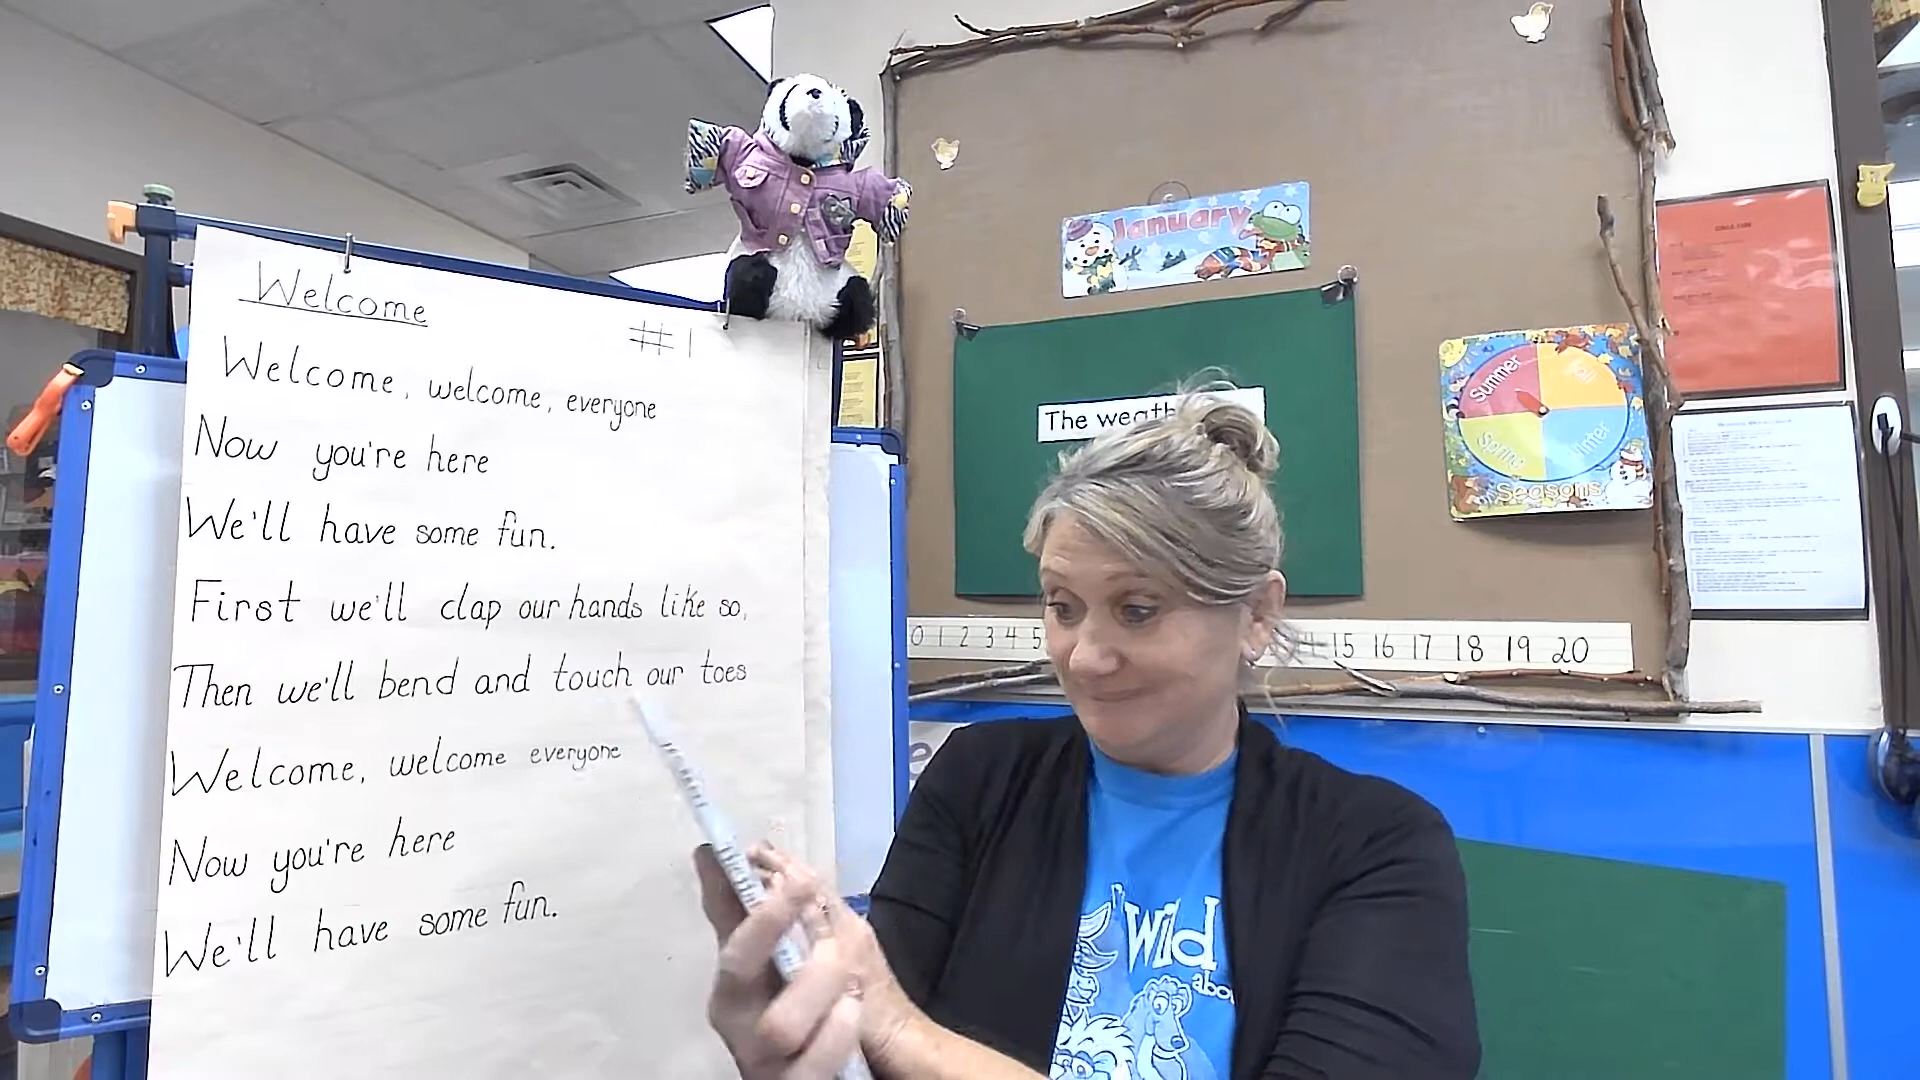 Welcome
#1
Welcome, welcome, everyone
Now you're here
We'll have some fun.
First we'll clap our hands like so,
Then we'll bend and touch our toes
Welcome, welcome everyone
Now you're here
We'll have some fun.
January
The
Summer
Fall
Spring
Winter
Seasons
0 1 2 3 4 5
15 16 17 18 19 20
Wild